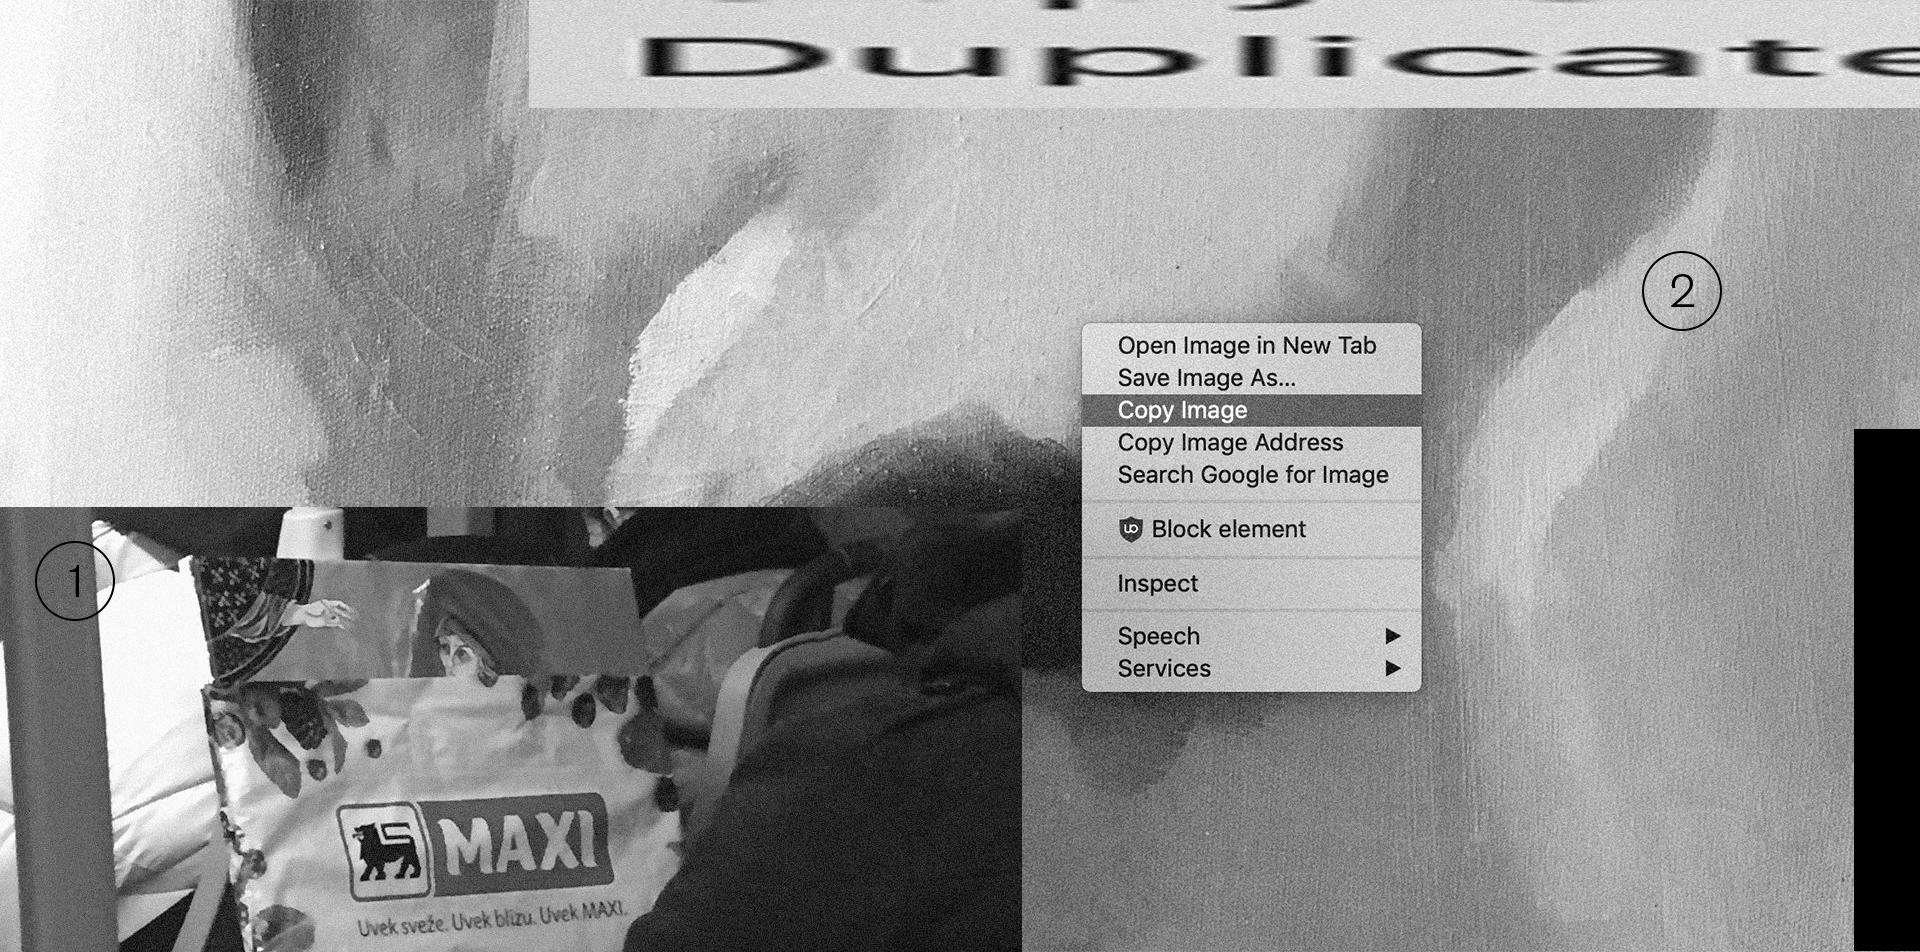 Duplicate
2
Open Image in New Tab
Save Image As...
Copy Image
Copy Image Address
Search Google for Image
Block element
Inspect
Speech
Services
1
MAXI
Uvek sveže. Uvek blizu. Uvek MAXI.